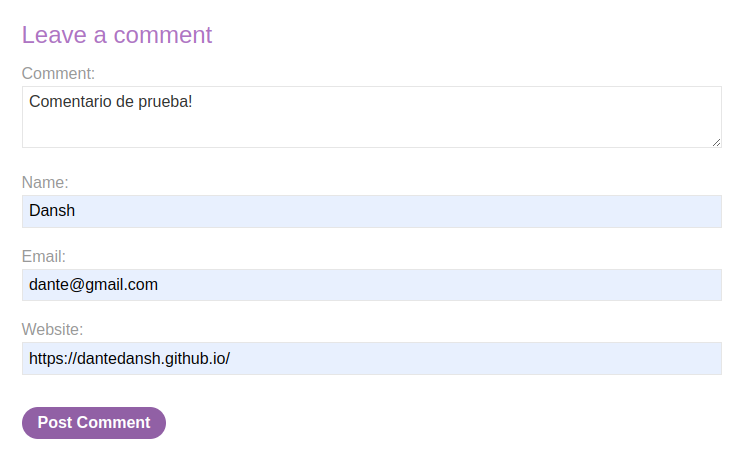 Leave a comment
Comment:
Comentario de prueba!
Name:
Dansh
Email:
dante@gmail.com
Website:
https://dantedansh.github.io/
Post Comment